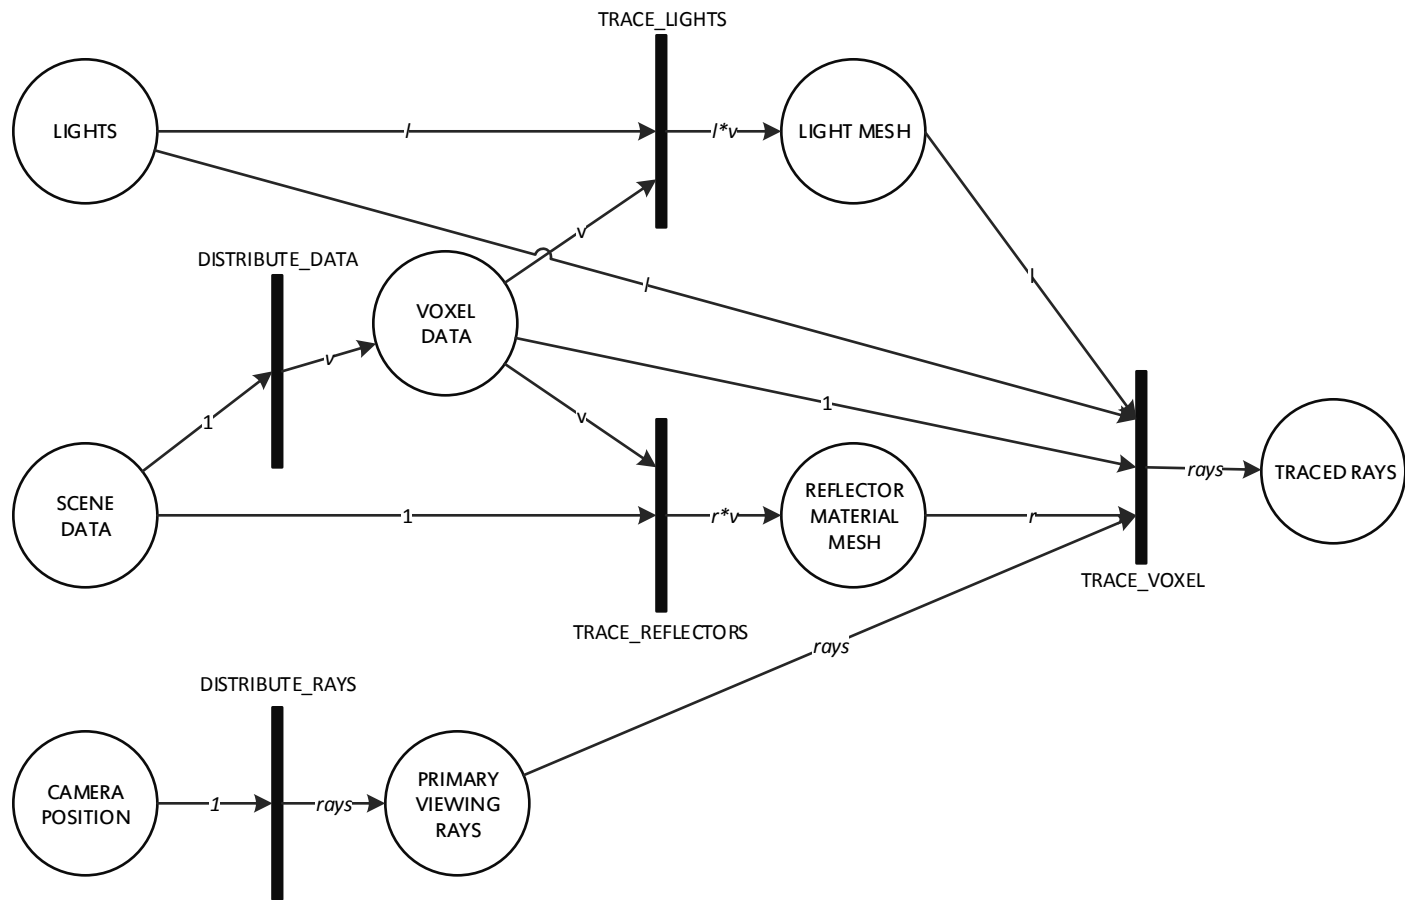 TRACE_LIGHTS
LIGHTS
l
l*v
LIGHT MESH
v
l
l
DISTRIBUTE_DATA
VOXEL
DATA
v
1
1
v
SCENE
DATA
1
r*v
REFLECTOR
MATERIAL
MESH
r
rays
TRACED RAYS
TRACE_VOXEL
TRACE_REFLECTORS
rays
DISTRIBUTE_RAYS
CAMERA
POSITION
1
rays
PRIMARY
VIEWING
RAYS